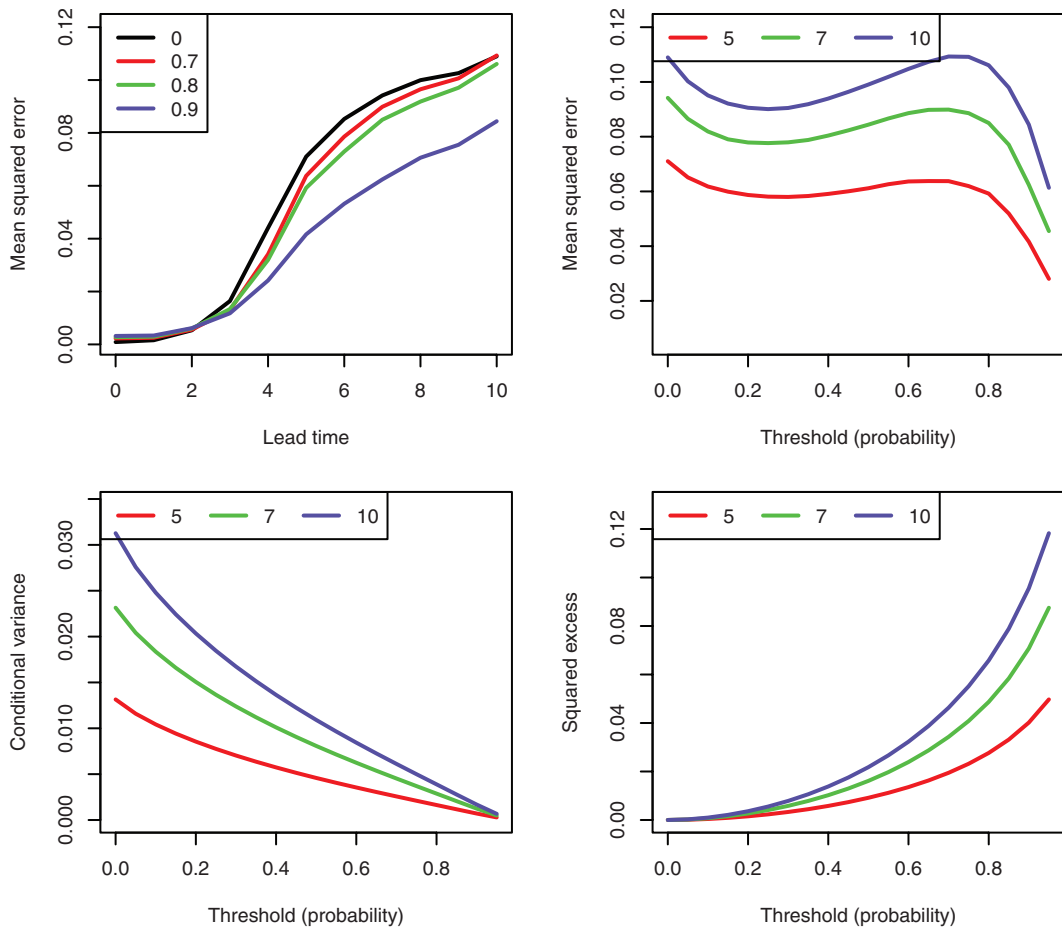 Mean squared error
0.00 0.04 0.08 0.12
0
0.7
0.8
0.9
0 2 4 6 8 10
Lead time
Mean squared error
0.02 0.04 0.06 0.08 0.10 0.12
5 7 10
0.0 0.2 0.4 0.6 0.8
Threshold (probability)
Conditional variance
0.000 0.010 0.020 0.030
5 7 10
0.0 0.2 0.4 0.6 0.8
Threshold (probability)
Squared excess
0.00 0.04 0.08 0.12
5 7 10
0.0 0.2 0.4 0.6 0.8
Threshold (probability)